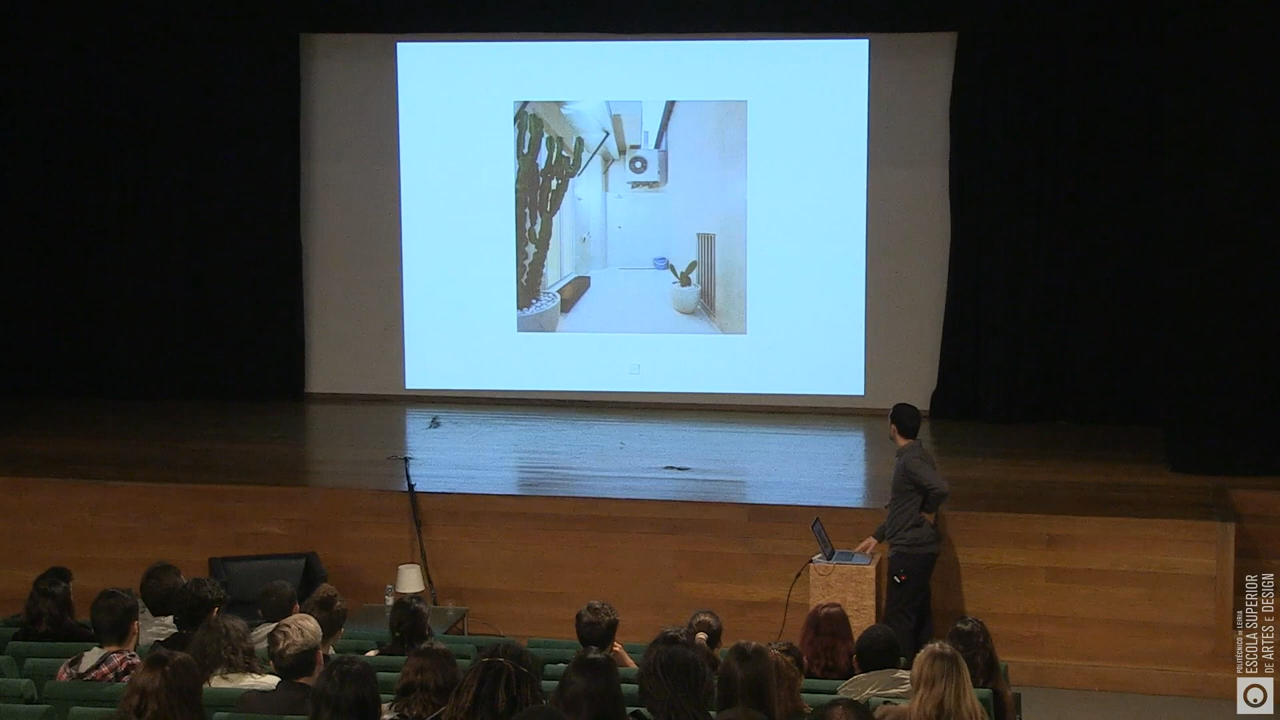 POLITÉCNICO DE LEIRIA
ESCOLA SUPERIOR
DE ARTES E DESIGN